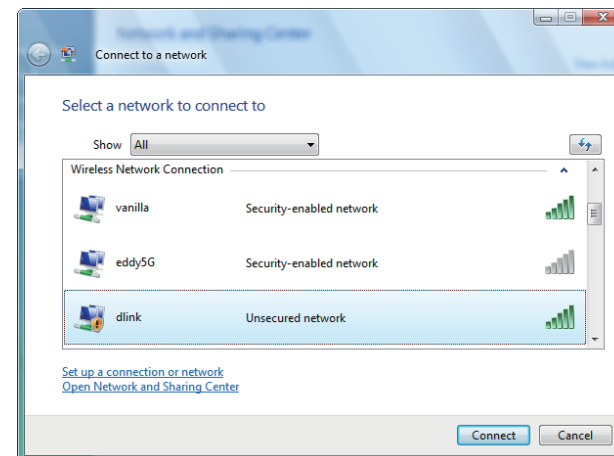 Network and Sharing Center
Connect to a network
Select a network to connect to
Show All
Wireless Network Connection
vanilla Security-enabled network
eddy5G Security-enabled network
dlink Unsecured network
Set up a connection or network
Open Network and Sharing Center
Connect Cancel